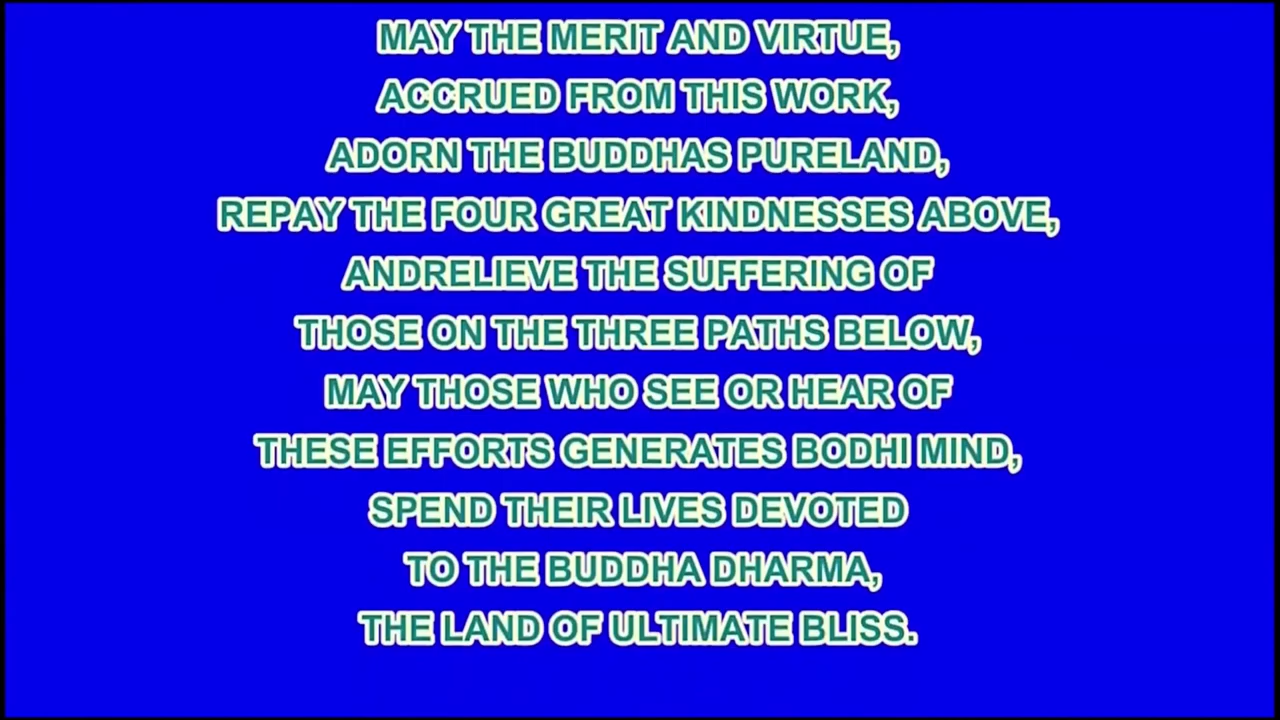 MAY THE MERIT AND VIRTUE,
ACCRUED FROM THIS WORK,
ADORN THE BUDDHAS PURELAND,
REPAY THE FOUR GREAT KINDNESSES ABOVE,
ANDRELIEVE THE SUFFERING OF
THOSE ON THE THREE PATHS BELOW,
MAY THOSE WHO SEE OR HEAR OF
THESE EFFORTS GENERATES BODHI MIND,
SPEND THEIR LIVES DEVOTED
TO THE BUDDHA DHARMA,
THE LAND OF ULTIMATE BLISS.